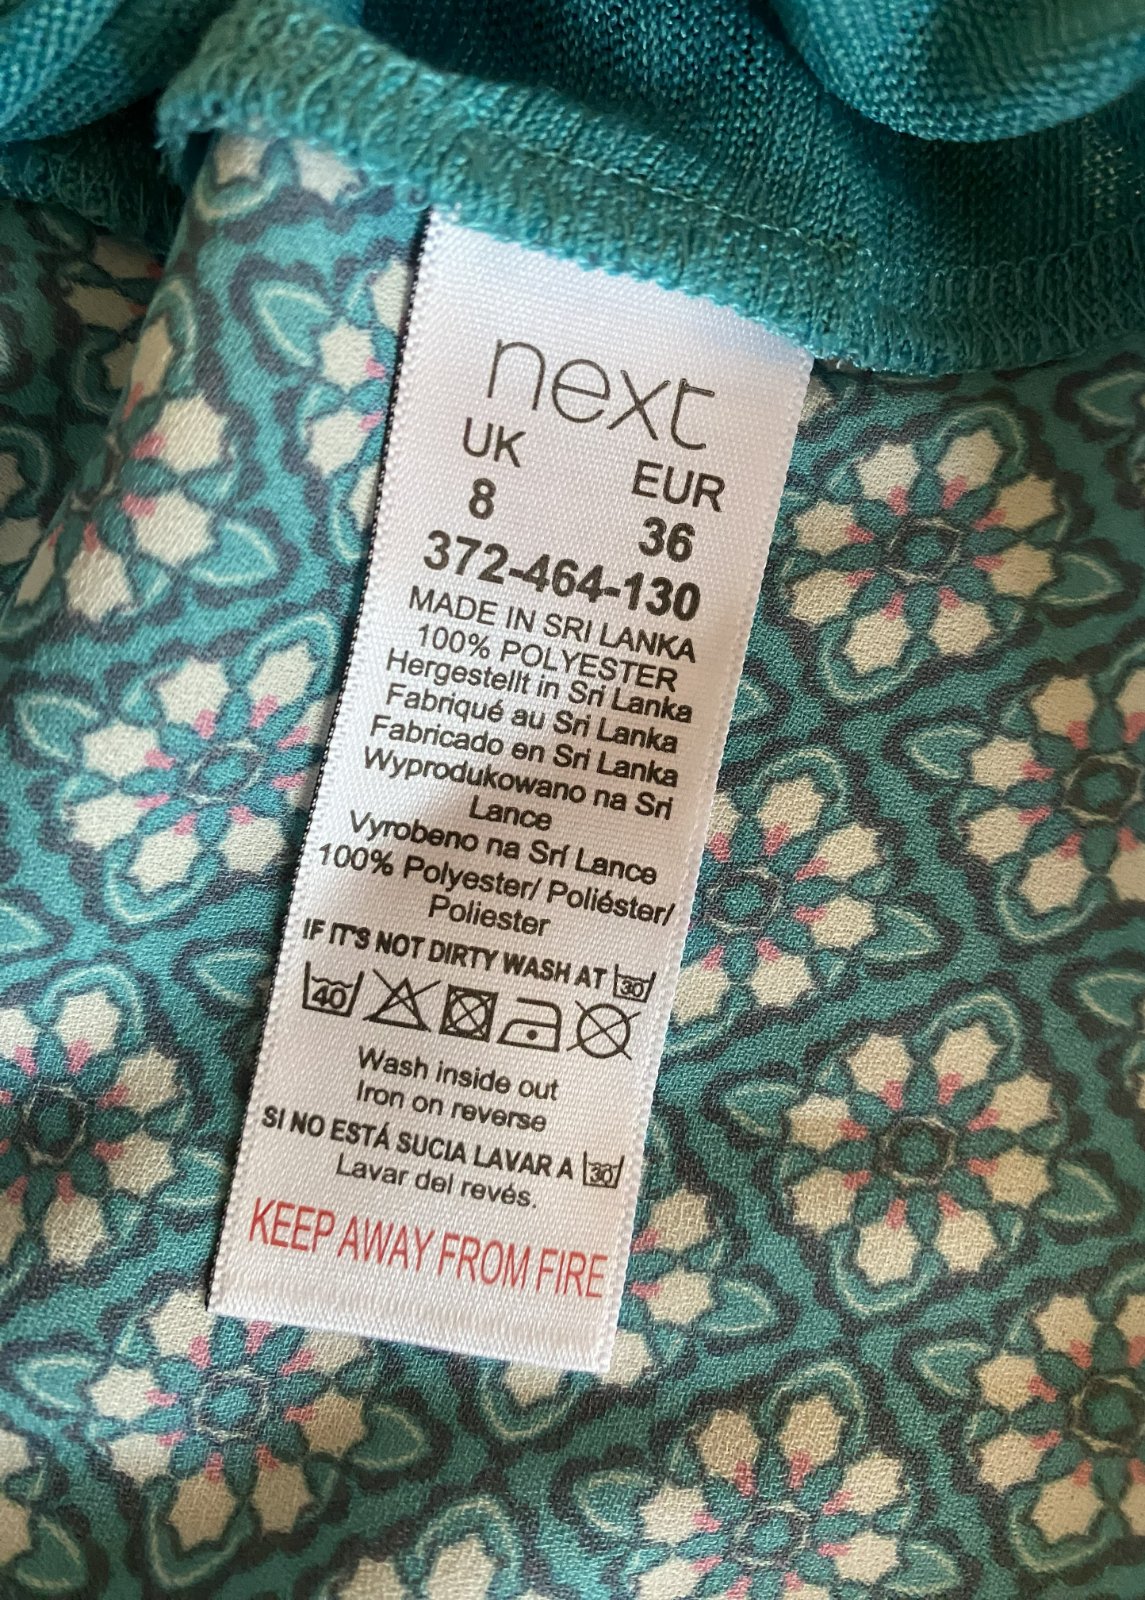 next
UK EUR
8 36
372-464-130
MADE IN SRI LANKA
100% POLYESTER
Hergestellt in Sri Lanka
Fabriqué au Sri Lanka
Fabricado en Sri Lanka
Wyprodukowano na Sri
Lance
Vyrobeno na Srí Lance
100% Polyester/ Poliéster/
Poliester
IF IT'S NOT DIRTY WASH AT 30
40
Wash inside out
Iron on reverse
SI NO ESTÁ SUCIA LAVAR A 30
Lavar del revés.
KEEP AWAY FROM FIRE